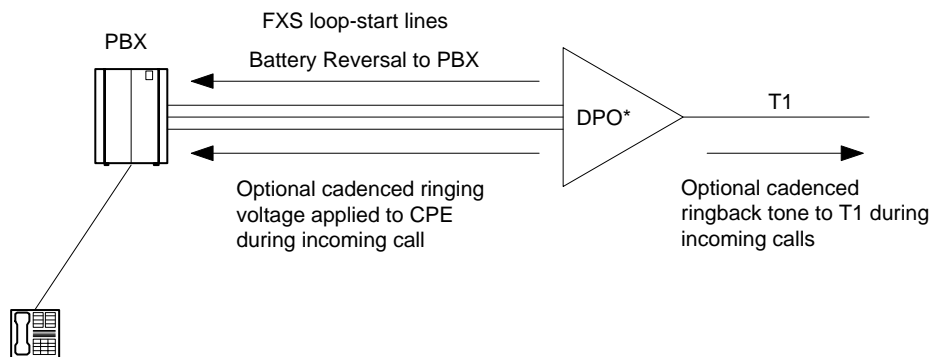 FXS loop-start lines
PBX
Battery Reversal to PBX
DPO*
T1
Optional cadenced ringing
voltage applied to CPE
during incoming call
Optional cadenced
ringback tone to T1 during
incoming calls